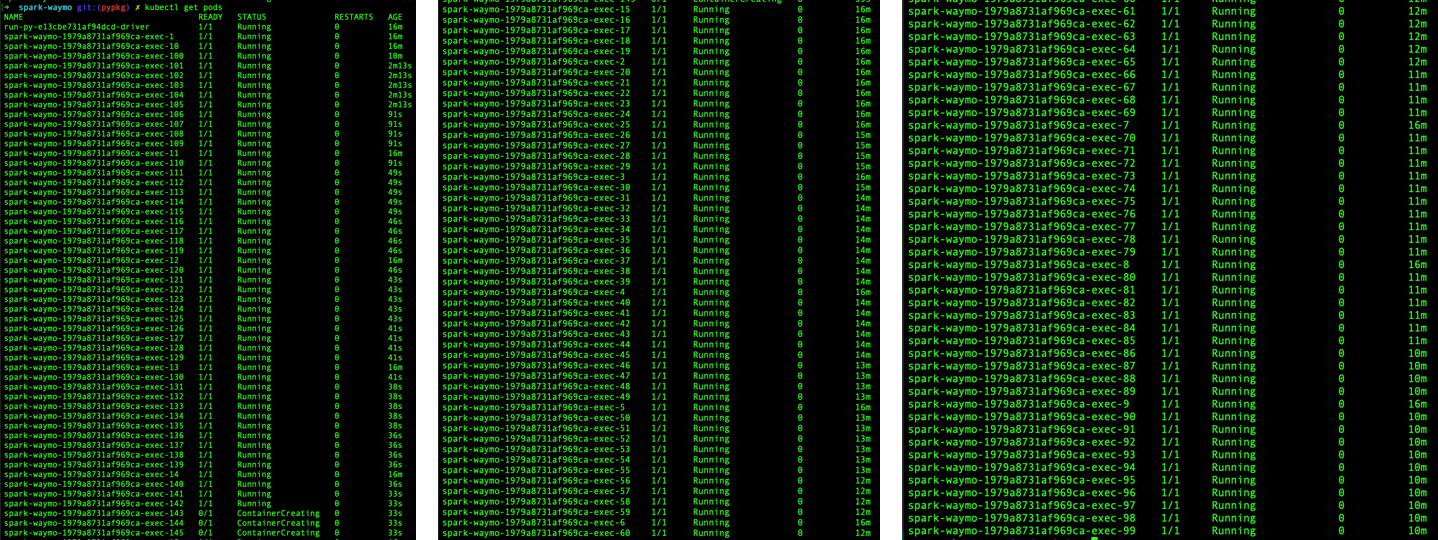 ➜ spark-waymo git:(pypkg) ✗ kubectl get pods
NAME READY STATUS RESTARTS AGE
run-py-e13cbe731af94dcd-driver 1/1 Running 0 16m
spark-waymo-1979a8731af969ca-exec-1 1/1 Running 0 16m
spark-waymo-1979a8731af969ca-exec-10 1/1 Running 0 16m
spark-waymo-1979a8731af969ca-exec-100 1/1 Running 0 10m
spark-waymo-1979a8731af969ca-exec-101 1/1 Running 0 2m13s
spark-waymo-1979a8731af969ca-exec-102 1/1 Running 0 2m13s
spark-waymo-1979a8731af969ca-exec-103 1/1 Running 0 2m13s
spark-waymo-1979a8731af969ca-exec-104 1/1 Running 0 2m13s
spark-waymo-1979a8731af969ca-exec-105 1/1 Running 0 2m13s
spark-waymo-1979a8731af969ca-exec-106 1/1 Running 0 91s
spark-waymo-1979a8731af969ca-exec-107 1/1 Running 0 91s
spark-waymo-1979a8731af969ca-exec-108 1/1 Running 0 91s
spark-waymo-1979a8731af969ca-exec-109 1/1 Running 0 91s
spark-waymo-1979a8731af969ca-exec-11 1/1 Running 0 16m
spark-waymo-1979a8731af969ca-exec-110 1/1 Running 0 91s
spark-waymo-1979a8731af969ca-exec-111 1/1 Running 0 49s
spark-waymo-1979a8731af969ca-exec-112 1/1 Running 0 49s
spark-waymo-1979a8731af969ca-exec-113 1/1 Running 0 49s
spark-waymo-1979a8731af969ca-exec-114 1/1 Running 0 49s
spark-waymo-1979a8731af969ca-exec-115 1/1 Running 0 49s
spark-waymo-1979a8731af969ca-exec-116 1/1 Running 0 46s
spark-waymo-1979a8731af969ca-exec-117 1/1 Running 0 46s
spark-waymo-1979a8731af969ca-exec-118 1/1 Running 0 46s
spark-waymo-1979a8731af969ca-exec-119 1/1 Running 0 46s
spark-waymo-1979a8731af969ca-exec-12 1/1 Running 0 16m
spark-waymo-1979a8731af969ca-exec-120 1/1 Running 0 46s
spark-waymo-1979a8731af969ca-exec-121 1/1 Running 0 43s
spark-waymo-1979a8731af969ca-exec-122 1/1 Running 0 43s
spark-waymo-1979a8731af969ca-exec-123 1/1 Running 0 43s
spark-waymo-1979a8731af969ca-exec-124 1/1 Running 0 43s
spark-waymo-1979a8731af969ca-exec-125 1/1 Running 0 43s
spark-waymo-1979a8731af969ca-exec-126 1/1 Running 0 41s
spark-waymo-1979a8731af969ca-exec-127 1/1 Running 0 41s
spark-waymo-1979a8731af969ca-exec-128 1/1 Running 0 41s
spark-waymo-1979a8731af969ca-exec-129 1/1 Running 0 41s
spark-waymo-1979a8731af969ca-exec-13 1/1 Running 0 16m
spark-waymo-1979a8731af969ca-exec-130 1/1 Running 0 41s
spark-waymo-1979a8731af969ca-exec-131 1/1 Running 0 38s
spark-waymo-1979a8731af969ca-exec-132 1/1 Running 0 38s
spark-waymo-1979a8731af969ca-exec-133 1/1 Running 0 38s
spark-waymo-1979a8731af969ca-exec-134 1/1 Running 0 38s
spark-waymo-1979a8731af969ca-exec-135 1/1 Running 0 38s
spark-waymo-1979a8731af969ca-exec-136 1/1 Running 0 36s
spark-waymo-1979a8731af969ca-exec-137 1/1 Running 0 36s
spark-waymo-1979a8731af969ca-exec-138 1/1 Running 0 36s
spark-waymo-1979a8731af969ca-exec-139 1/1 Running 0 36s
spark-waymo-1979a8731af969ca-exec-14 1/1 Running 0 16m
spark-waymo-1979a8731af969ca-exec-140 1/1 Running 0 36s
spark-waymo-1979a8731af969ca-exec-141 1/1 Running 0 33s
spark-waymo-1979a8731af969ca-exec-142 1/1 Running 0 33s
spark-waymo-1979a8731af969ca-exec-143 0/1 ContainerCreating 0 33s
spark-waymo-1979a8731af969ca-exec-144 0/1 ContainerCreating 0 33s
spark-waymo-1979a8731af969ca-exec-145 0/1 ContainerCreating 0 33s
spark-waymo-1979a8731af969ca-exec-15 1/1 Running 0 16m
spark-waymo-1979a8731af969ca-exec-16 1/1 Running 0 16m
spark-waymo-1979a8731af969ca-exec-17 1/1 Running 0 16m
spark-waymo-1979a8731af969ca-exec-18 1/1 Running 0 16m
spark-waymo-1979a8731af969ca-exec-19 1/1 Running 0 16m
spark-waymo-1979a8731af969ca-exec-2 1/1 Running 0 16m
spark-waymo-1979a8731af969ca-exec-20 1/1 Running 0 16m
spark-waymo-1979a8731af969ca-exec-21 1/1 Running 0 16m
spark-waymo-1979a8731af969ca-exec-22 1/1 Running 0 16m
spark-waymo-1979a8731af969ca-exec-23 1/1 Running 0 16m
spark-waymo-1979a8731af969ca-exec-24 1/1 Running 0 16m
spark-waymo-1979a8731af969ca-exec-25 1/1 Running 0 16m
spark-waymo-1979a8731af969ca-exec-26 1/1 Running 0 15m
spark-waymo-1979a8731af969ca-exec-27 1/1 Running 0 15m
spark-waymo-1979a8731af969ca-exec-28 1/1 Running 0 15m
spark-waymo-1979a8731af969ca-exec-29 1/1 Running 0 15m
spark-waymo-1979a8731af969ca-exec-3 1/1 Running 0 16m
spark-waymo-1979a8731af969ca-exec-30 1/1 Running 0 15m
spark-waymo-1979a8731af969ca-exec-31 1/1 Running 0 14m
spark-waymo-1979a8731af969ca-exec-32 1/1 Running 0 14m
spark-waymo-1979a8731af969ca-exec-33 1/1 Running 0 14m
spark-waymo-1979a8731af969ca-exec-34 1/1 Running 0 14m
spark-waymo-1979a8731af969ca-exec-35 1/1 Running 0 14m
spark-waymo-1979a8731af969ca-exec-36 1/1 Running 0 14m
spark-waymo-1979a8731af969ca-exec-37 1/1 Running 0 14m
spark-waymo-1979a8731af969ca-exec-38 1/1 Running 0 14m
spark-waymo-1979a8731af969ca-exec-39 1/1 Running 0 14m
spark-waymo-1979a8731af969ca-exec-4 1/1 Running 0 16m
spark-waymo-1979a8731af969ca-exec-40 1/1 Running 0 14m
spark-waymo-1979a8731af969ca-exec-41 1/1 Running 0 14m
spark-waymo-1979a8731af969ca-exec-42 1/1 Running 0 14m
spark-waymo-1979a8731af969ca-exec-43 1/1 Running 0 14m
spark-waymo-1979a8731af969ca-exec-44 1/1 Running 0 14m
spark-waymo-1979a8731af969ca-exec-45 1/1 Running 0 14m
spark-waymo-1979a8731af969ca-exec-46 1/1 Running 0 13m
spark-waymo-1979a8731af969ca-exec-47 1/1 Running 0 13m
spark-waymo-1979a8731af969ca-exec-48 1/1 Running 0 13m
spark-waymo-1979a8731af969ca-exec-49 1/1 Running 0 13m
spark-waymo-1979a8731af969ca-exec-5 1/1 Running 0 16m
spark-waymo-1979a8731af969ca-exec-50 1/1 Running 0 13m
spark-waymo-1979a8731af969ca-exec-51 1/1 Running 0 13m
spark-waymo-1979a8731af969ca-exec-52 1/1 Running 0 13m
spark-waymo-1979a8731af969ca-exec-53 1/1 Running 0 13m
spark-waymo-1979a8731af969ca-exec-54 1/1 Running 0 13m
spark-waymo-1979a8731af969ca-exec-55 1/1 Running 0 13m
spark-waymo-1979a8731af969ca-exec-56 1/1 Running 0 12m
spark-waymo-1979a8731af969ca-exec-57 1/1 Running 0 12m
spark-waymo-1979a8731af969ca-exec-58 1/1 Running 0 12m
spark-waymo-1979a8731af969ca-exec-59 1/1 Running 0 12m
spark-waymo-1979a8731af969ca-exec-6 1/1 Running 0 16m
spark-waymo-1979a8731af969ca-exec-60 1/1 Running 0 12m
spark-waymo-1979a8731af969ca-exec-61 1/1 Running 0 12m
spark-waymo-1979a8731af969ca-exec-62 1/1 Running 0 12m
spark-waymo-1979a8731af969ca-exec-63 1/1 Running 0 12m
spark-waymo-1979a8731af969ca-exec-64 1/1 Running 0 12m
spark-waymo-1979a8731af969ca-exec-65 1/1 Running 0 12m
spark-waymo-1979a8731af969ca-exec-66 1/1 Running 0 11m
spark-waymo-1979a8731af969ca-exec-67 1/1 Running 0 11m
spark-waymo-1979a8731af969ca-exec-68 1/1 Running 0 11m
spark-waymo-1979a8731af969ca-exec-69 1/1 Running 0 11m
spark-waymo-1979a8731af969ca-exec-7 1/1 Running 0 16m
spark-waymo-1979a8731af969ca-exec-70 1/1 Running 0 11m
spark-waymo-1979a8731af969ca-exec-71 1/1 Running 0 11m
spark-waymo-1979a8731af969ca-exec-72 1/1 Running 0 11m
spark-waymo-1979a8731af969ca-exec-73 1/1 Running 0 11m
spark-waymo-1979a8731af969ca-exec-74 1/1 Running 0 11m
spark-waymo-1979a8731af969ca-exec-75 1/1 Running 0 11m
spark-waymo-1979a8731af969ca-exec-76 1/1 Running 0 11m
spark-waymo-1979a8731af969ca-exec-77 1/1 Running 0 11m
spark-waymo-1979a8731af969ca-exec-78 1/1 Running 0 11m
spark-waymo-1979a8731af969ca-exec-79 1/1 Running 0 11m
spark-waymo-1979a8731af969ca-exec-8 1/1 Running 0 16m
spark-waymo-1979a8731af969ca-exec-80 1/1 Running 0 11m
spark-waymo-1979a8731af969ca-exec-81 1/1 Running 0 11m
spark-waymo-1979a8731af969ca-exec-82 1/1 Running 0 11m
spark-waymo-1979a8731af969ca-exec-83 1/1 Running 0 11m
spark-waymo-1979a8731af969ca-exec-84 1/1 Running 0 11m
spark-waymo-1979a8731af969ca-exec-85 1/1 Running 0 11m
spark-waymo-1979a8731af969ca-exec-86 1/1 Running 0 10m
spark-waymo-1979a8731af969ca-exec-87 1/1 Running 0 10m
spark-waymo-1979a8731af969ca-exec-88 1/1 Running 0 10m
spark-waymo-1979a8731af969ca-exec-89 1/1 Running 0 10m
spark-waymo-1979a8731af969ca-exec-9 1/1 Running 0 16m
spark-waymo-1979a8731af969ca-exec-90 1/1 Running 0 10m
spark-waymo-1979a8731af969ca-exec-91 1/1 Running 0 10m
spark-waymo-1979a8731af969ca-exec-92 1/1 Running 0 10m
spark-waymo-1979a8731af969ca-exec-93 1/1 Running 0 10m
spark-waymo-1979a8731af969ca-exec-94 1/1 Running 0 10m
spark-waymo-1979a8731af969ca-exec-95 1/1 Running 0 10m
spark-waymo-1979a8731af969ca-exec-96 1/1 Running 0 10m
spark-waymo-1979a8731af969ca-exec-97 1/1 Running 0 10m
spark-waymo-1979a8731af969ca-exec-98 1/1 Running 0 10m
spark-waymo-1979a8731af969ca-exec-99 1/1 Running 0 10m